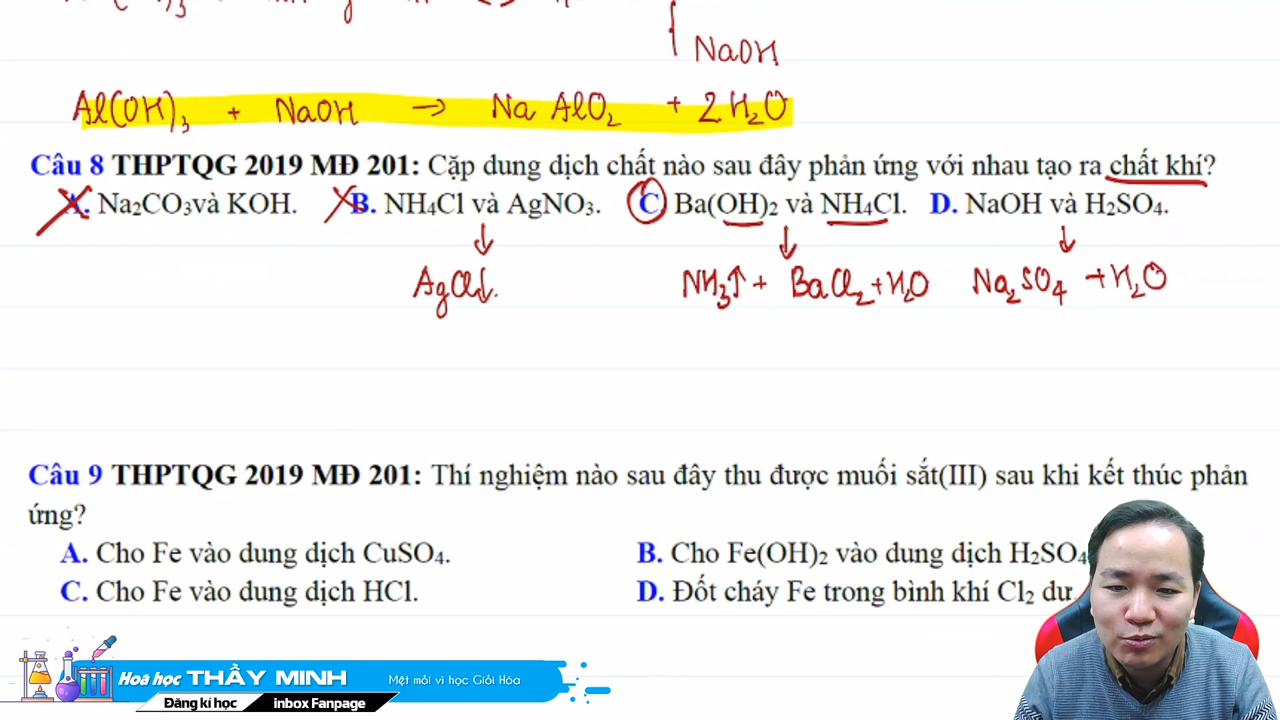 NaOH
Al(OH)₃ + NaOH → NaAlO₂ + 2H₂O
Câu 8 THPTQG 2019 MĐ 201: Cặp dung dịch chất nào sau đây phản ứng với nhau tạo ra chất khí?
A. Na₂CO₃và KOH. B. NH₄Cl và AgNO₃. C Ba(OH)₂ và NH₄Cl. D. NaOH và H₂SO₄.
↓ ↓ ↓
AgCl↓. NH₃↑ + BaCl₂ + H₂O Na₂SO₄ + H₂O
Câu 9 THPTQG 2019 MĐ 201: Thí nghiệm nào sau đây thu được muối sắt(III) sau khi kết thúc phản
ứng?
A. Cho Fe vào dung dịch CuSO₄. B. Cho Fe(OH)₂ vào dung dịch H₂SO₄
C. Cho Fe vào dung dịch HCl. D. Đốt cháy Fe trong bình khí Cl₂ dư.
Hoá học THẦY MINH Mệt mỏi vì học Giỏi Hóa
Đăng kí học inbox Fanpage